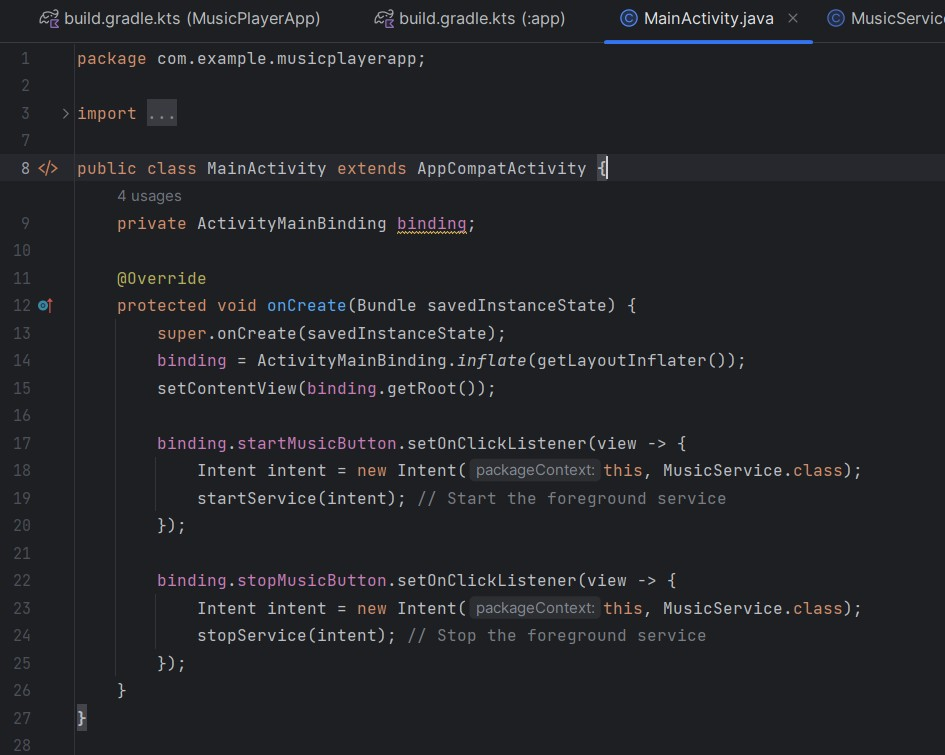 build.gradle.kts (MusicPlayerApp) build.gradle.kts (:app) MainActivity.java MusicServic
1 package com.example.musicplayerapp;
2
3 import ...
7
8 public class MainActivity extends AppCompatActivity {
4 usages
9 private ActivityMainBinding binding;
10
11 @Override
12 protected void onCreate(Bundle savedInstanceState) {
13 super.onCreate(savedInstanceState);
14 binding = ActivityMainBinding.inflate(getLayoutInflater());
15 setContentView(binding.getRoot());
16
17 binding.startMusicButton.setOnClickListener(view -> {
18 Intent intent = new Intent( packageContext: this, MusicService.class);
19 startService(intent); // Start the foreground service
20 });
21
22 binding.stopMusicButton.setOnClickListener(view -> {
23 Intent intent = new Intent( packageContext: this, MusicService.class);
24 stopService(intent); // Stop the foreground service
25 });
26 }
27 }
28